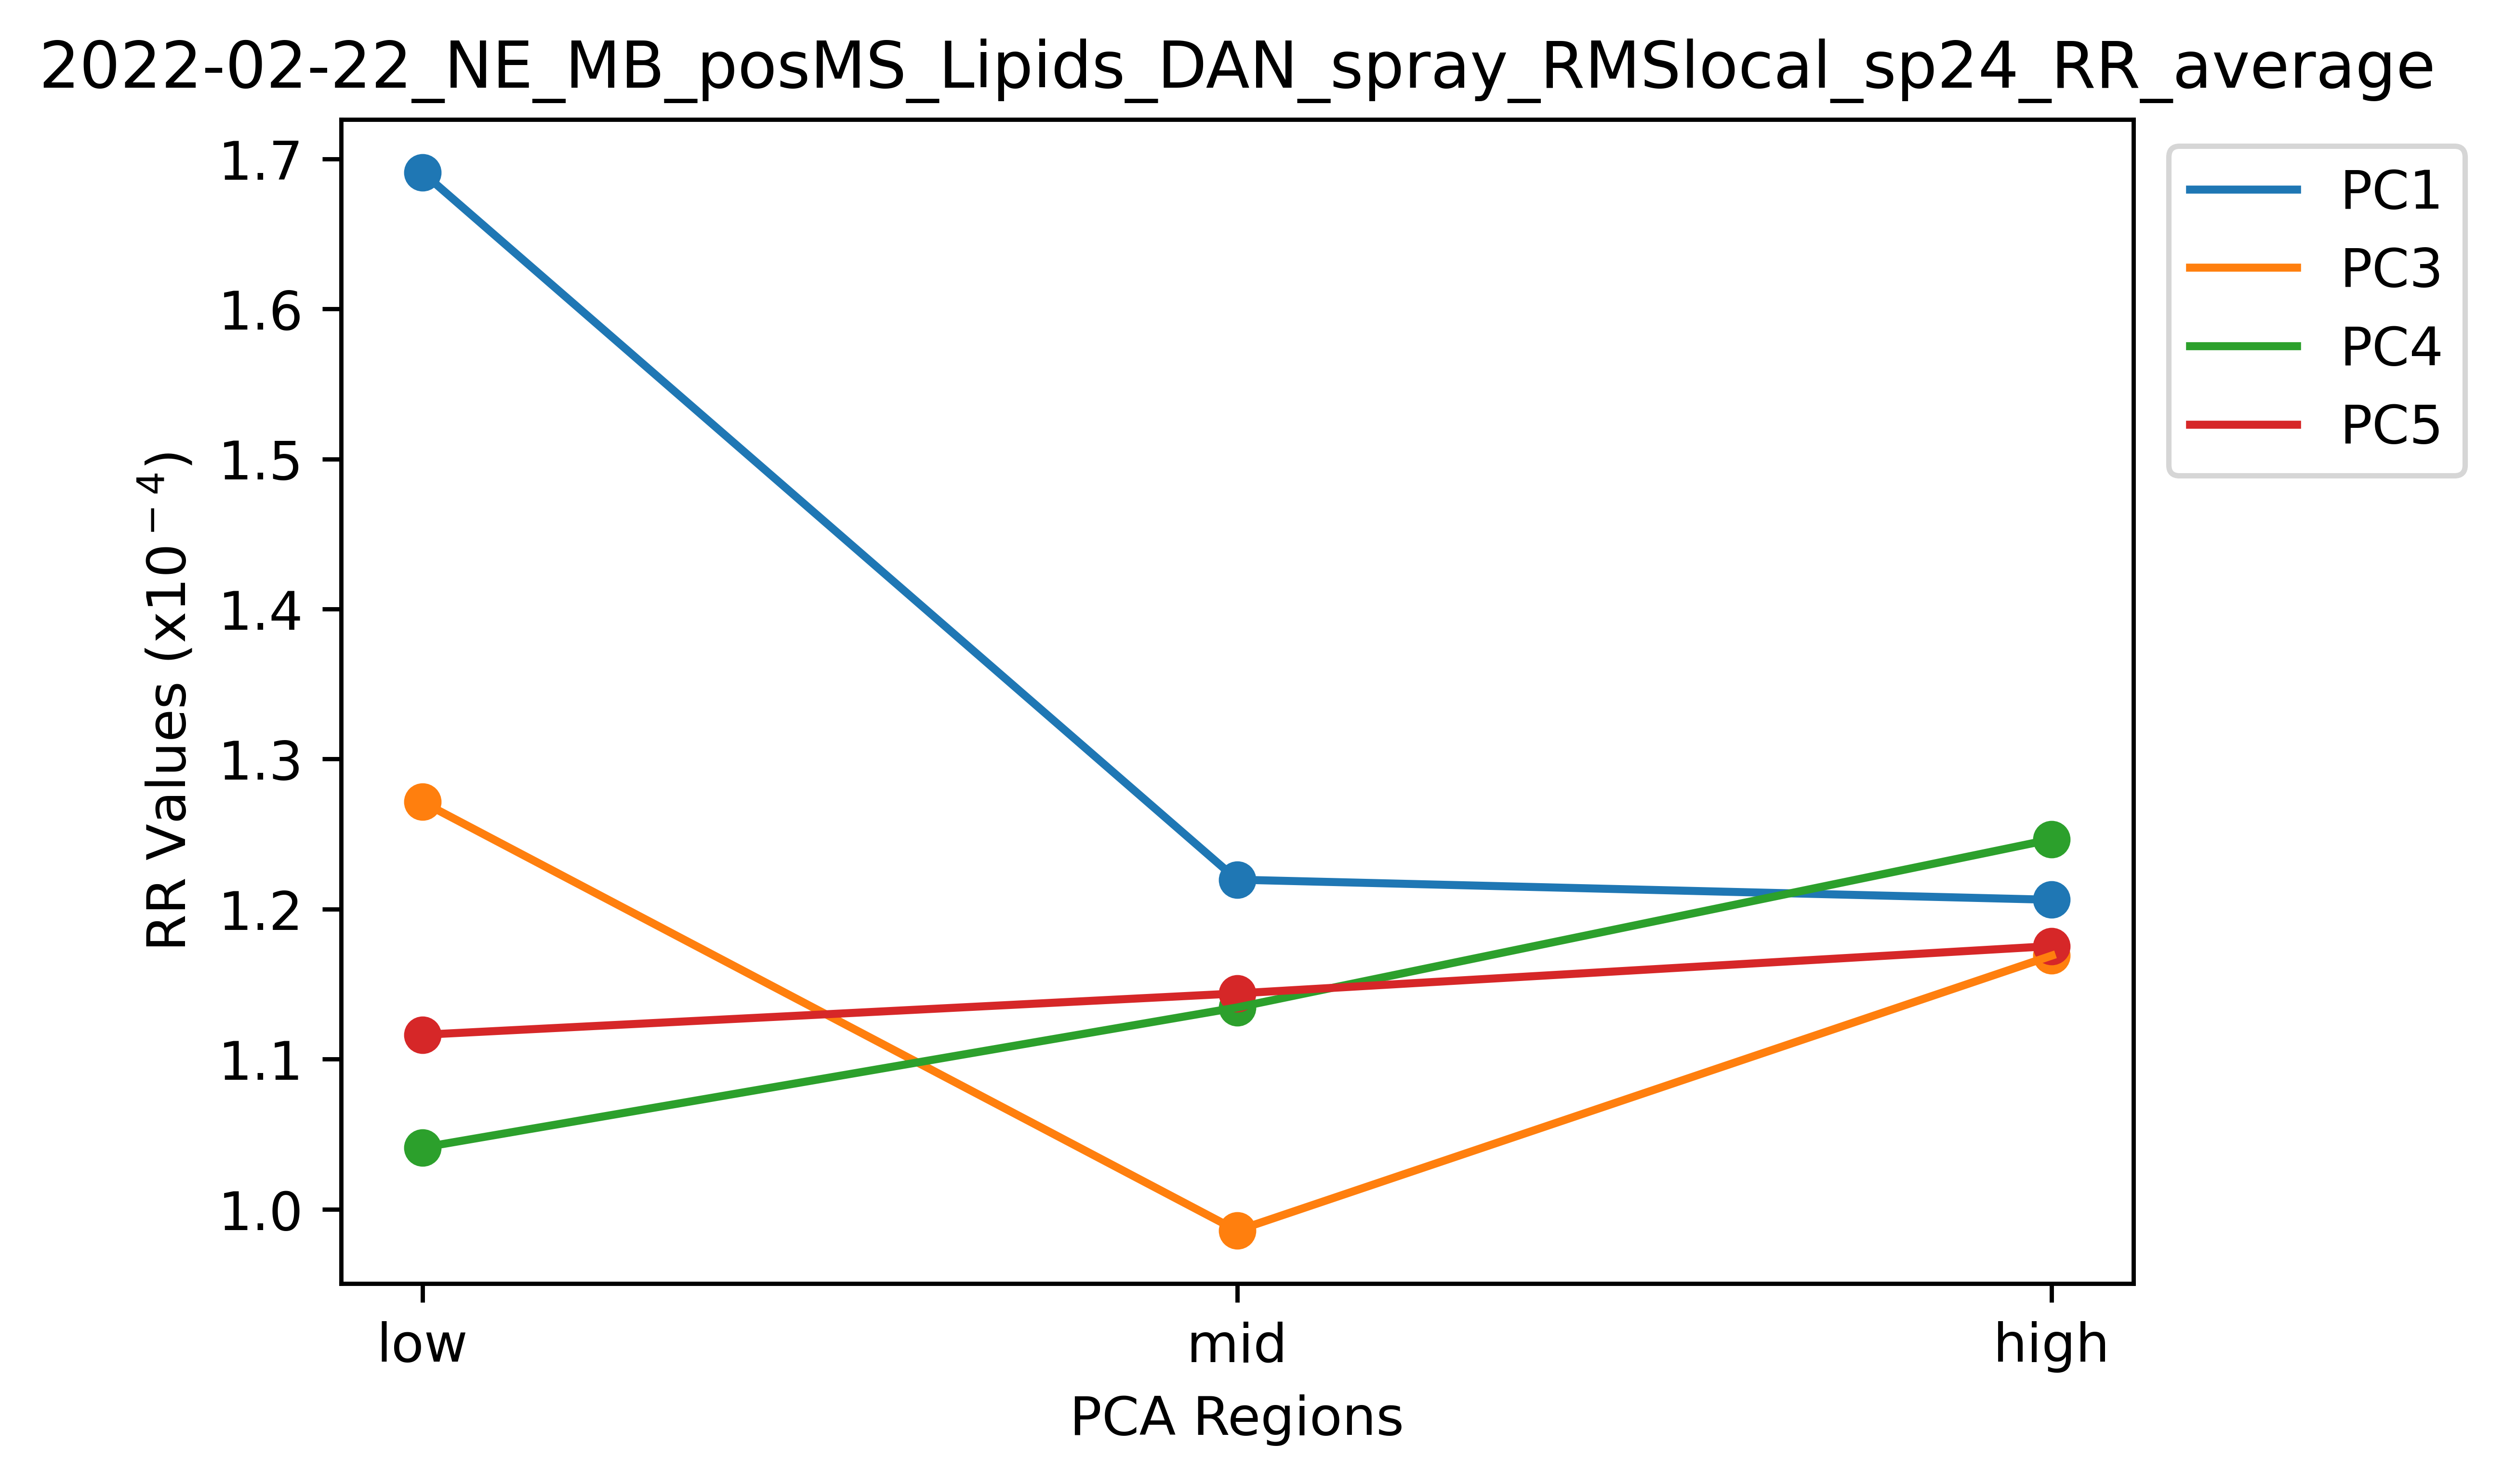 2022-02-22_NE_MB_posMS_Lipids_DAN_spray_RMSlocal_sp24_RR_average
1.7
1.6
1.5
1.4
1.3
1.2
1.1
1.0
RR Values (x10⁻⁴)
low
mid
high
PCA Regions
PC1
PC3
PC4
PC5